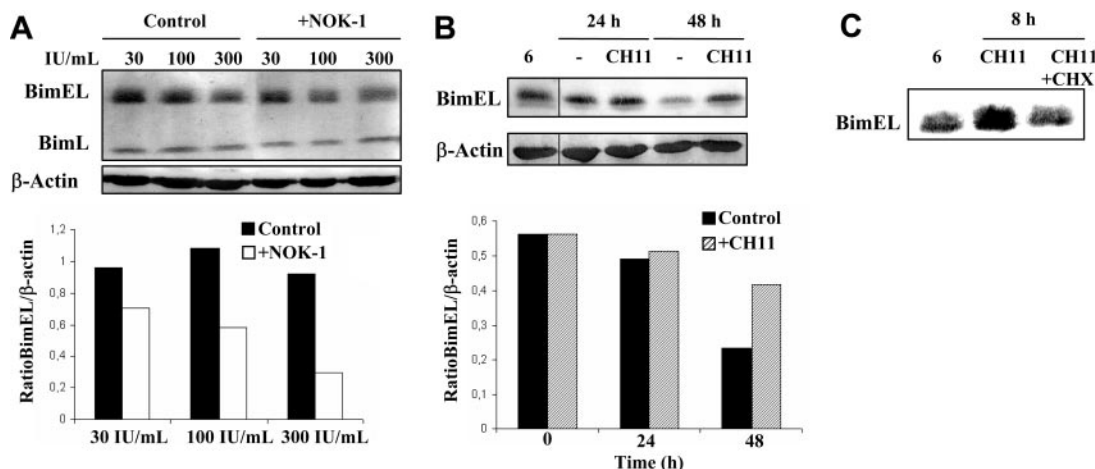 A
Control +NOK-1
IU/mL 30 100 300 30 100 300
BimEL
BimL
β-Actin
1,2
1
0,8
0,6
0,4
0,2
0
RatioBimEL/β-actin
Control
+NOK-1
30 IU/mL 100 IU/mL 300 IU/mL
B
24 h 48 h
6 - CH11 - CH11
BimEL
β-Actin
0,6
0,5
0,4
0,3
0,2
0,1
0
RatioBimEL/β-actin
Control
+CH11
0 24 48
Time (h)
C
8 h
6 CH11 CH11
+CHX
BimEL